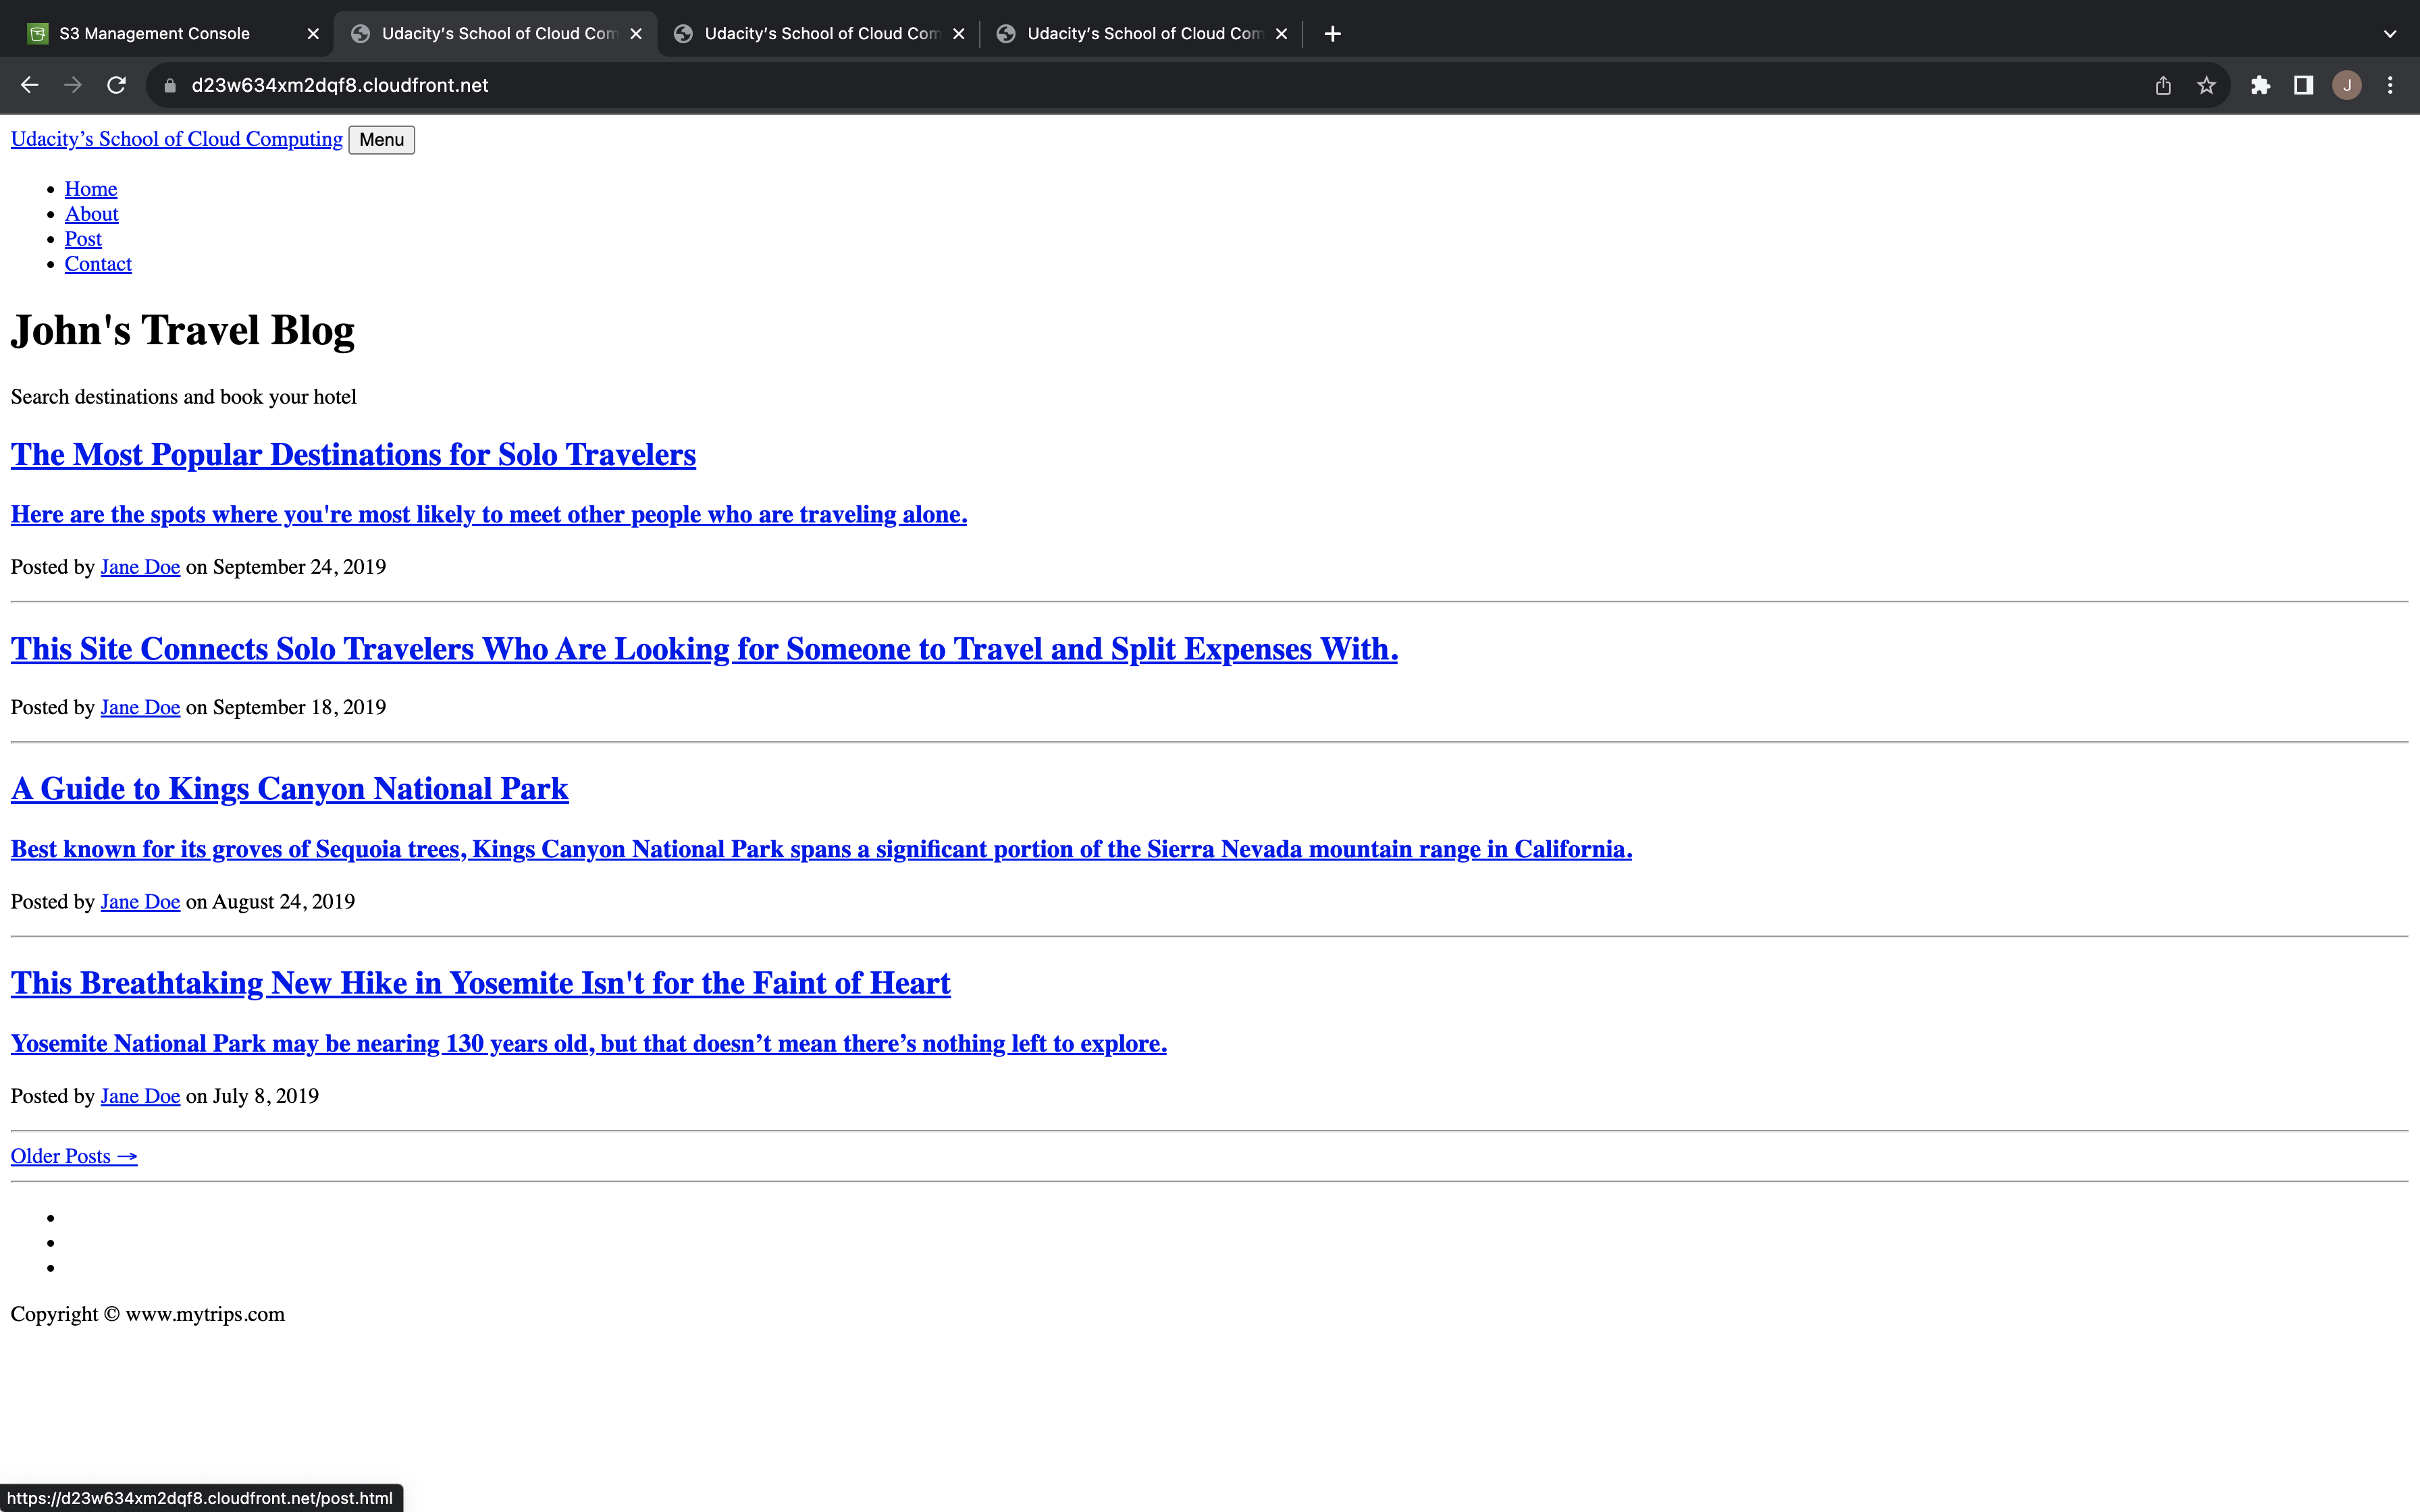 S3 Management Console
Udacity's School of Cloud Com
Udacity's School of Cloud Com
Udacity's School of Cloud Com
d23w634xm2dqf8.cloudfront.net
J
Udacity’s School of Cloud Computing Menu
• Home
• About
• Post
• Contact
John's Travel Blog
Search destinations and book your hotel
The Most Popular Destinations for Solo Travelers
Here are the spots where you're most likely to meet other people who are traveling alone.
Posted by Jane Doe on September 24, 2019
This Site Connects Solo Travelers Who Are Looking for Someone to Travel and Split Expenses With.
Posted by Jane Doe on September 18, 2019
A Guide to Kings Canyon National Park
Best known for its groves of Sequoia trees, Kings Canyon National Park spans a significant portion of the Sierra Nevada mountain range in California.
Posted by Jane Doe on August 24, 2019
This Breathtaking New Hike in Yosemite Isn't for the Faint of Heart
Yosemite National Park may be nearing 130 years old, but that doesn’t mean there’s nothing left to explore.
Posted by Jane Doe on July 8, 2019
Older Posts →
Copyright © www.mytrips.com
https://d23w634xm2dqf8.cloudfront.net/post.html